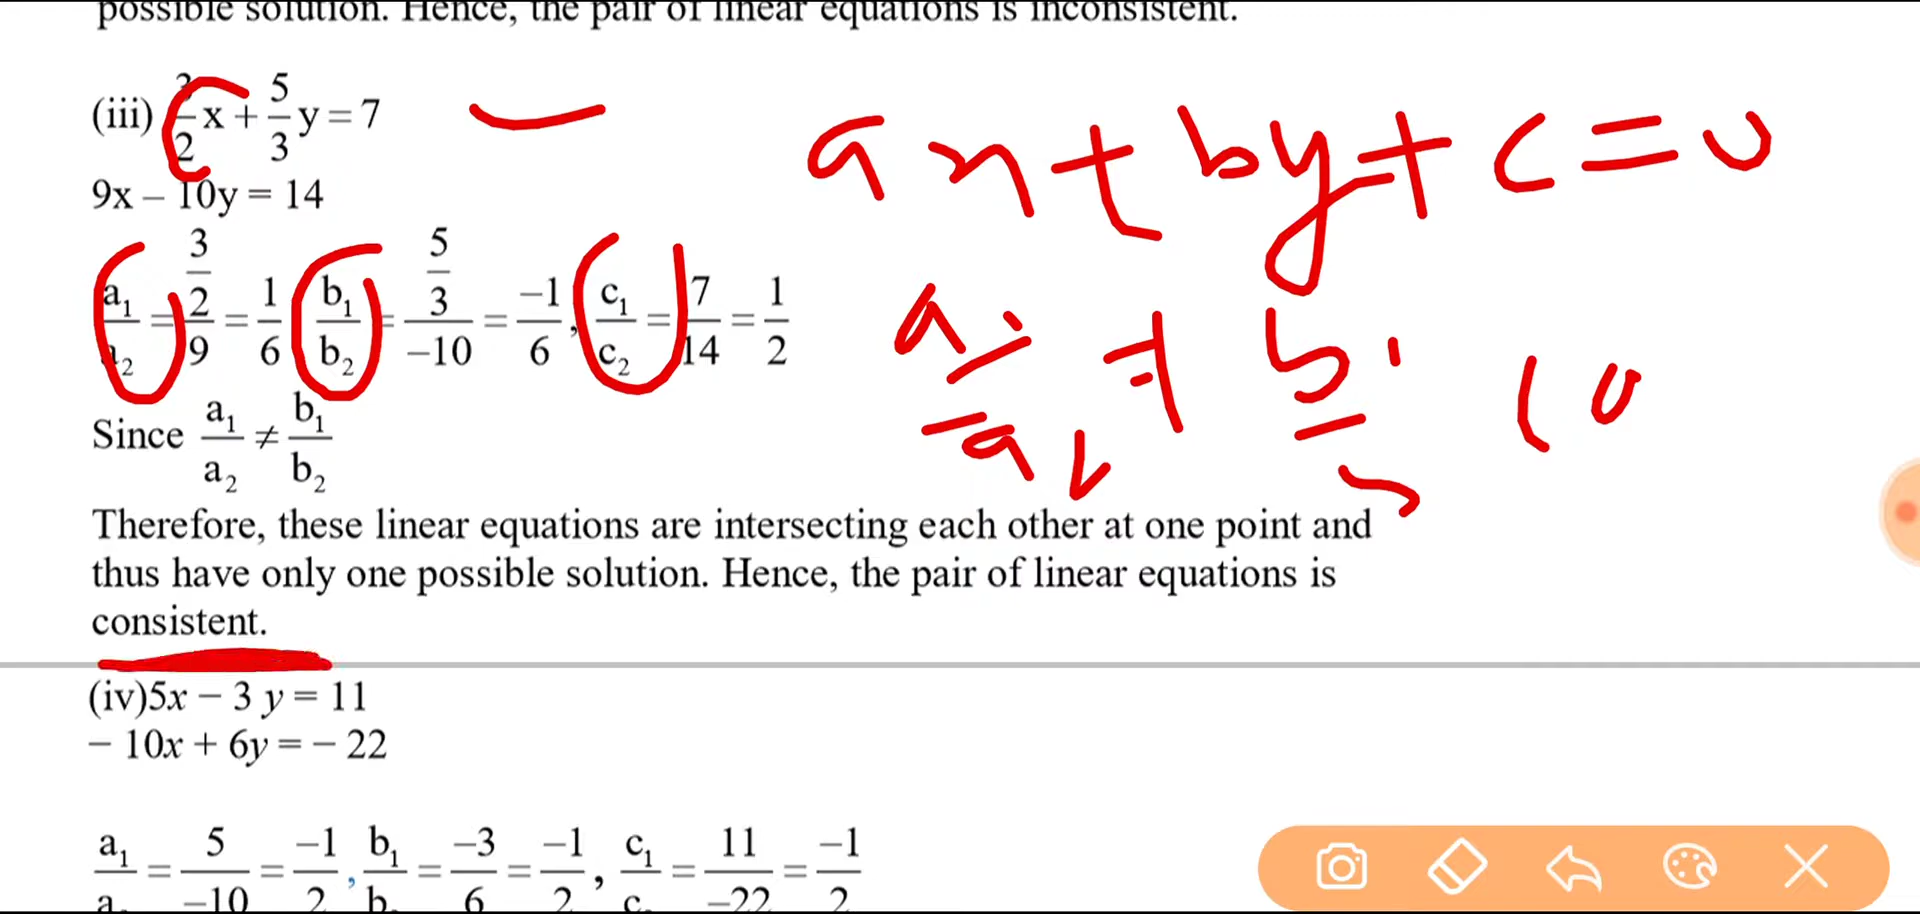 possible solution. Hence, the pair of linear equations is inconsistent.
(iii) 3/2 x + 5/3 y = 7
ax + by + c = 0
9x – 10y = 14
a₁/a₂ = (3/2)/9 = 1/6 b₁/b₂ = (5/3)/–10 = –1/6, c₁/c₂ = 7/14 = 1/2
Since a₁/a₂ ≠ b₁/b₂
Therefore, these linear equations are intersecting each other at one point and
thus have only one possible solution. Hence, the pair of linear equations is
consistent.
(iv)5x – 3 y = 11
– 10x + 6y = – 22
a₁/a₂ = 5/–10 = –1/2, b₁/b₂ = –3/6 = –1/2, c₁/c₂ = 11/–22 = –1/2